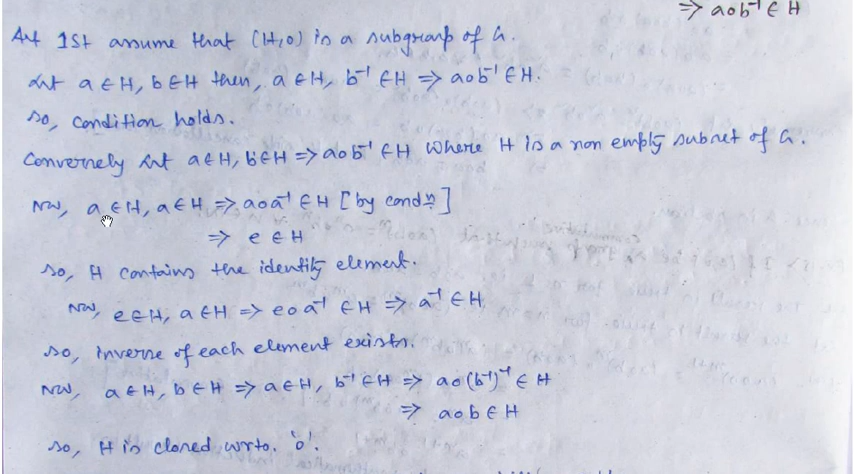 ⇒ aob⁻¹ ∈ H
At 1st assume that (H,o) is a subgroup of G.
Let a∈H, b∈H then, a∈H, b⁻¹∈H ⇒ aob⁻¹∈H.
So, condition holds.
Conversely let a∈H, b∈H ⇒ aob⁻¹∈H where H is a non empty subset of G.
Now, a∈H, a∈H ⇒ aoa⁻¹∈H [by condⁿ]
⇒ e∈H
So, H contains the identity element.
Now, e∈H, a∈H ⇒ eoa⁻¹∈H ⇒ a⁻¹∈H,
So, inverse of each element exists.
Now, a∈H, b∈H ⇒ a∈H, b⁻¹∈H ⇒ ao(b⁻¹)⁻¹∈H
⇒ aob∈H
So, H is closed w.r.to. 'o'.